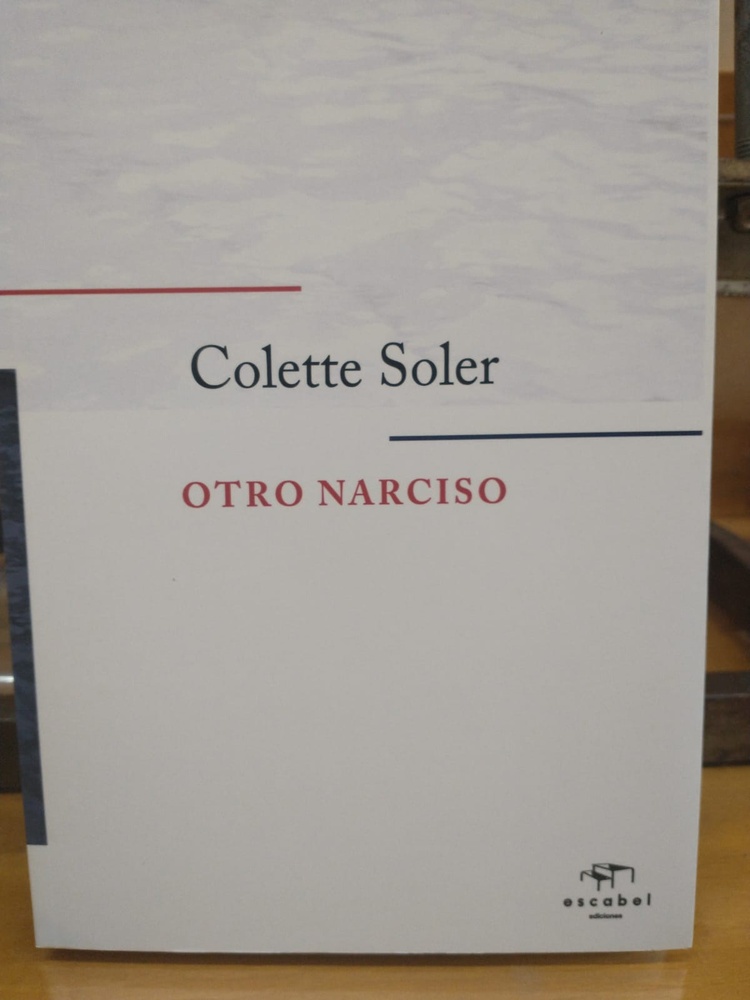 Colette Soler
OTRO NARCISO
escabel
ediciones